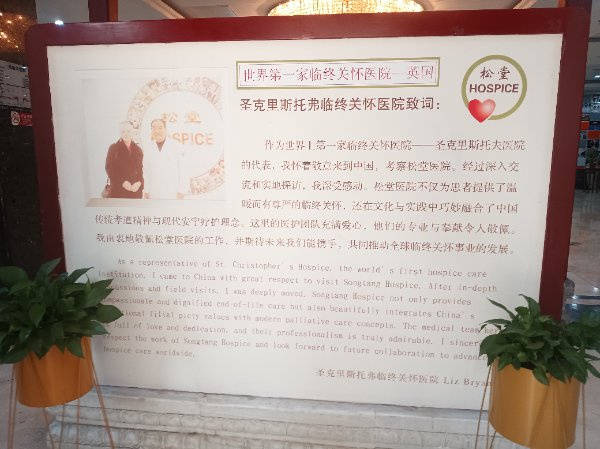 世界第一家临终关怀医院—英国
松堂
HOSPICE
圣克里斯托弗临终关怀医院致词：
松堂
HOSPICE
作为世界上第一家临终关怀医院——圣克里斯托夫医院
的代表，我怀着敬意来到中国，考察松堂医院。经过深入交
流和实地探访，我深受感动。松堂医院不仅为患者提供了温
暖而有尊严的临终关怀，还在文化与实践中巧妙融合了中国
传统孝道精神与现代安宁疗护理念。这里的医护团队充满爱心，他们的专业与奉献令人敬佩。
我由衷地敬佩松堂医院的工作，并期待未来我们能携手，共同推动全球临终关怀事业的发展。
As a representative of St. Christopher's Hospice, the world's first hospice care
institution, I came to China with great respect to visit Songtang Hospice. After in-depth
discussions and field visits, I was deeply moved. Songtang Hospice not only provides
compassionate and dignified end-of-life care but also beautifully integrates China's
traditional filial piety values with modern palliative care concepts. The medical team here
full of love and dedication, and their professionalism is truly admirable. I sincerely
respect the work of Songtang Hospice and look forward to future collaboration to advance
hospice care worldwide.
圣克里斯托弗临终关怀医院 Liz Bryan